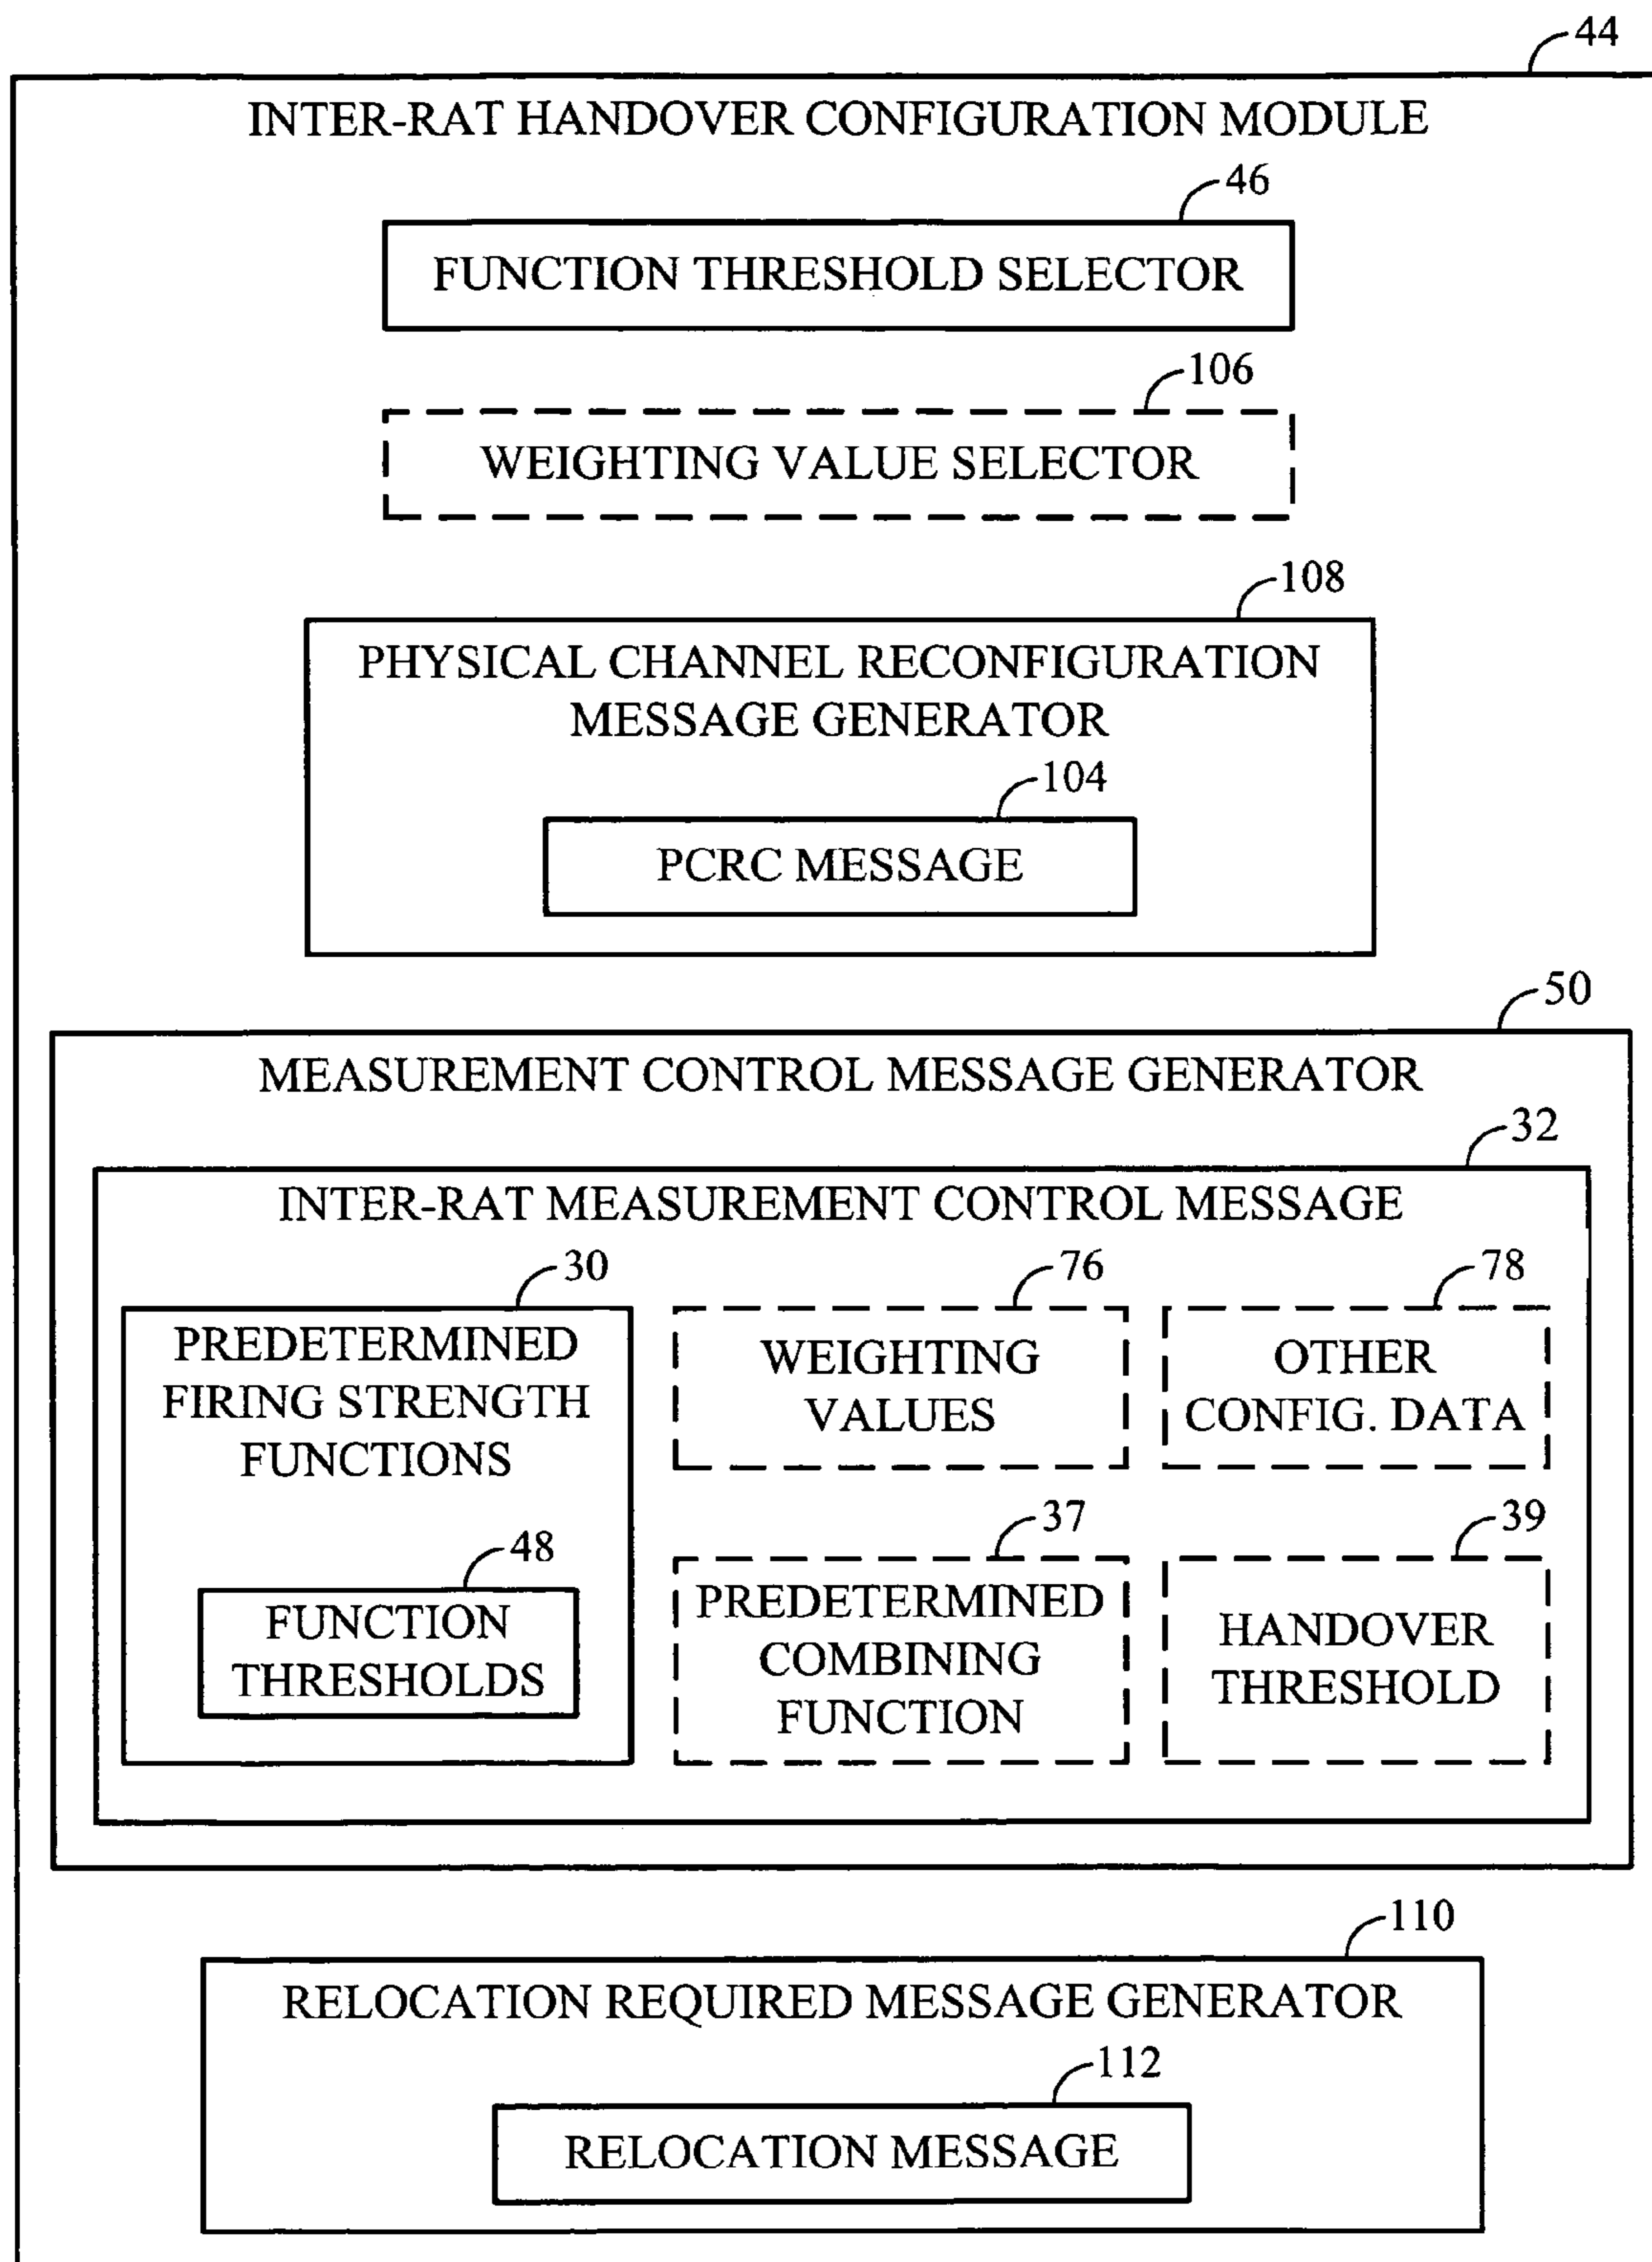 44
INTER-RAT HANDOVER CONFIGURATION MODULE
46
FUNCTION THRESHOLD SELECTOR
106
WEIGHTING VALUE SELECTOR
108
PHYSICAL CHANNEL RECONFIGURATION
MESSAGE GENERATOR
104
PCRC MESSAGE
50
MEASUREMENT CONTROL MESSAGE GENERATOR
32
INTER-RAT MEASUREMENT CONTROL MESSAGE
30
PREDETERMINED
FIRING STRENGTH
FUNCTIONS
48
FUNCTION
THRESHOLDS
76
WEIGHTING
VALUES
78
OTHER
CONFIG. DATA
37
PREDETERMINED
COMBINING
FUNCTION
39
HANDOVER
THRESHOLD
110
RELOCATION REQUIRED MESSAGE GENERATOR
112
RELOCATION MESSAGE